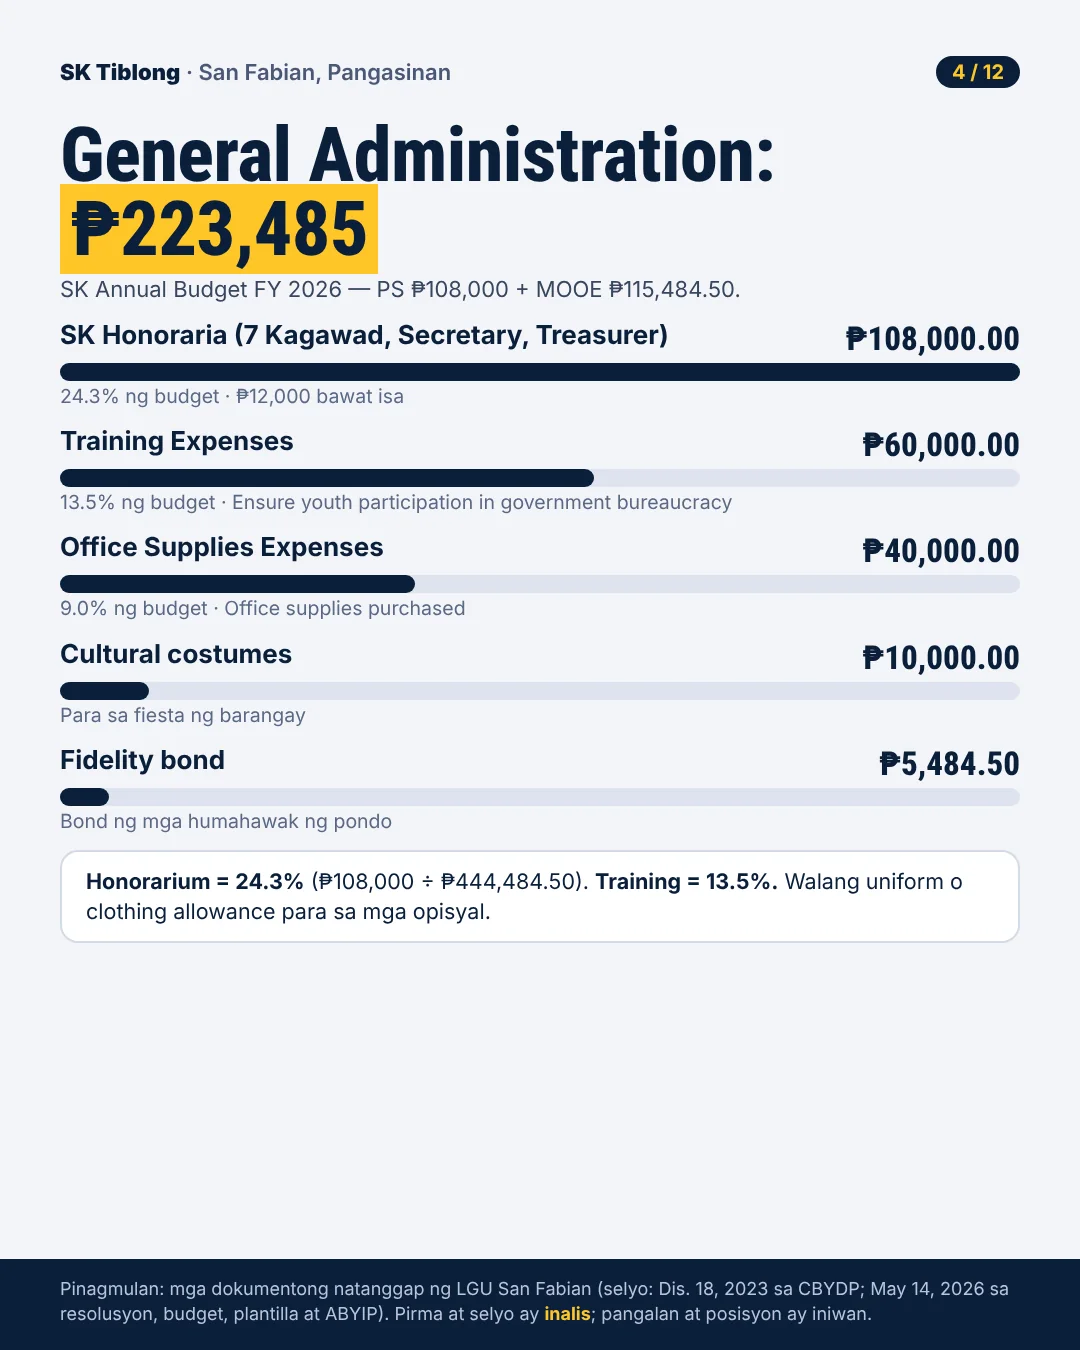 SK Tiblong · San Fabian, Pangasinan
4 / 12
General Administration:
₱223,485
SK Annual Budget FY 2026 — PS ₱108,000 + MOOE ₱115,484.50.
SK Honoraria (7 Kagawad, Secretary, Treasurer) ₱108,000.00
24.3% ng budget · ₱12,000 bawat isa
Training Expenses ₱60,000.00
13.5% ng budget · Ensure youth participation in government bureaucracy
Office Supplies Expenses ₱40,000.00
9.0% ng budget · Office supplies purchased
Cultural costumes ₱10,000.00
Para sa fiesta ng barangay
Fidelity bond ₱5,484.50
Bond ng mga humahawak ng pondo
Honorarium = 24.3% (₱108,000 ÷ ₱444,484.50). Training = 13.5%. Walang uniform o
clothing allowance para sa mga opisyal.
Pinagmulan: mga dokumentong natanggap ng LGU San Fabian (selyo: Dis. 18, 2023 sa CBYDP; May 14, 2026 sa
resolusyon, budget, plantilla at ABYIP). Pirma at selyo ay inalis; pangalan at posisyon ay iniwan.